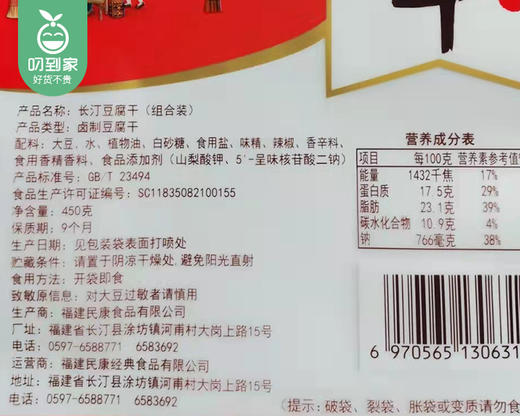 叨到家
好货不贵
产品名称：长汀豆腐干（组合装）
产品类型：卤制豆腐干
配料：大豆、水、植物油、白砂糖、食用盐、味精、辣椒、香辛料、
食用香精香料、食品添加剂（山梨酸钾、5'-呈味核苷酸二钠）
产品标准号：GB/T 23494
食品生产许可证编号：SC11835082100155
净含量：450克
保质期：9个月
生产日期：见包装袋表面打喷处
贮藏条件：请置于阴凉干燥处，避免阳光直射
食用方法：开袋即食
致敏原信息：对大豆过敏者请慎用
生产商：福建民康食品有限公司
厂址：福建省长汀县涂坊镇河甫村大岗上路15号
电话：0597-6588771 6583692
运营商：福建民康经典食品有限公司
地址：福建省长汀县涂坊镇河甫村大岗上路15号
电话：0597-6588771 6583692
营养成分表
项目 每100克 营养素参考值
能量 1432千焦 17%
蛋白质 17.5克 29%
脂肪 23.1克 39%
碳水化合物 10.9克 4%
钠 766毫克 38%
6 970565 130631
（提示：破袋、裂袋、胀袋或变质请勿食